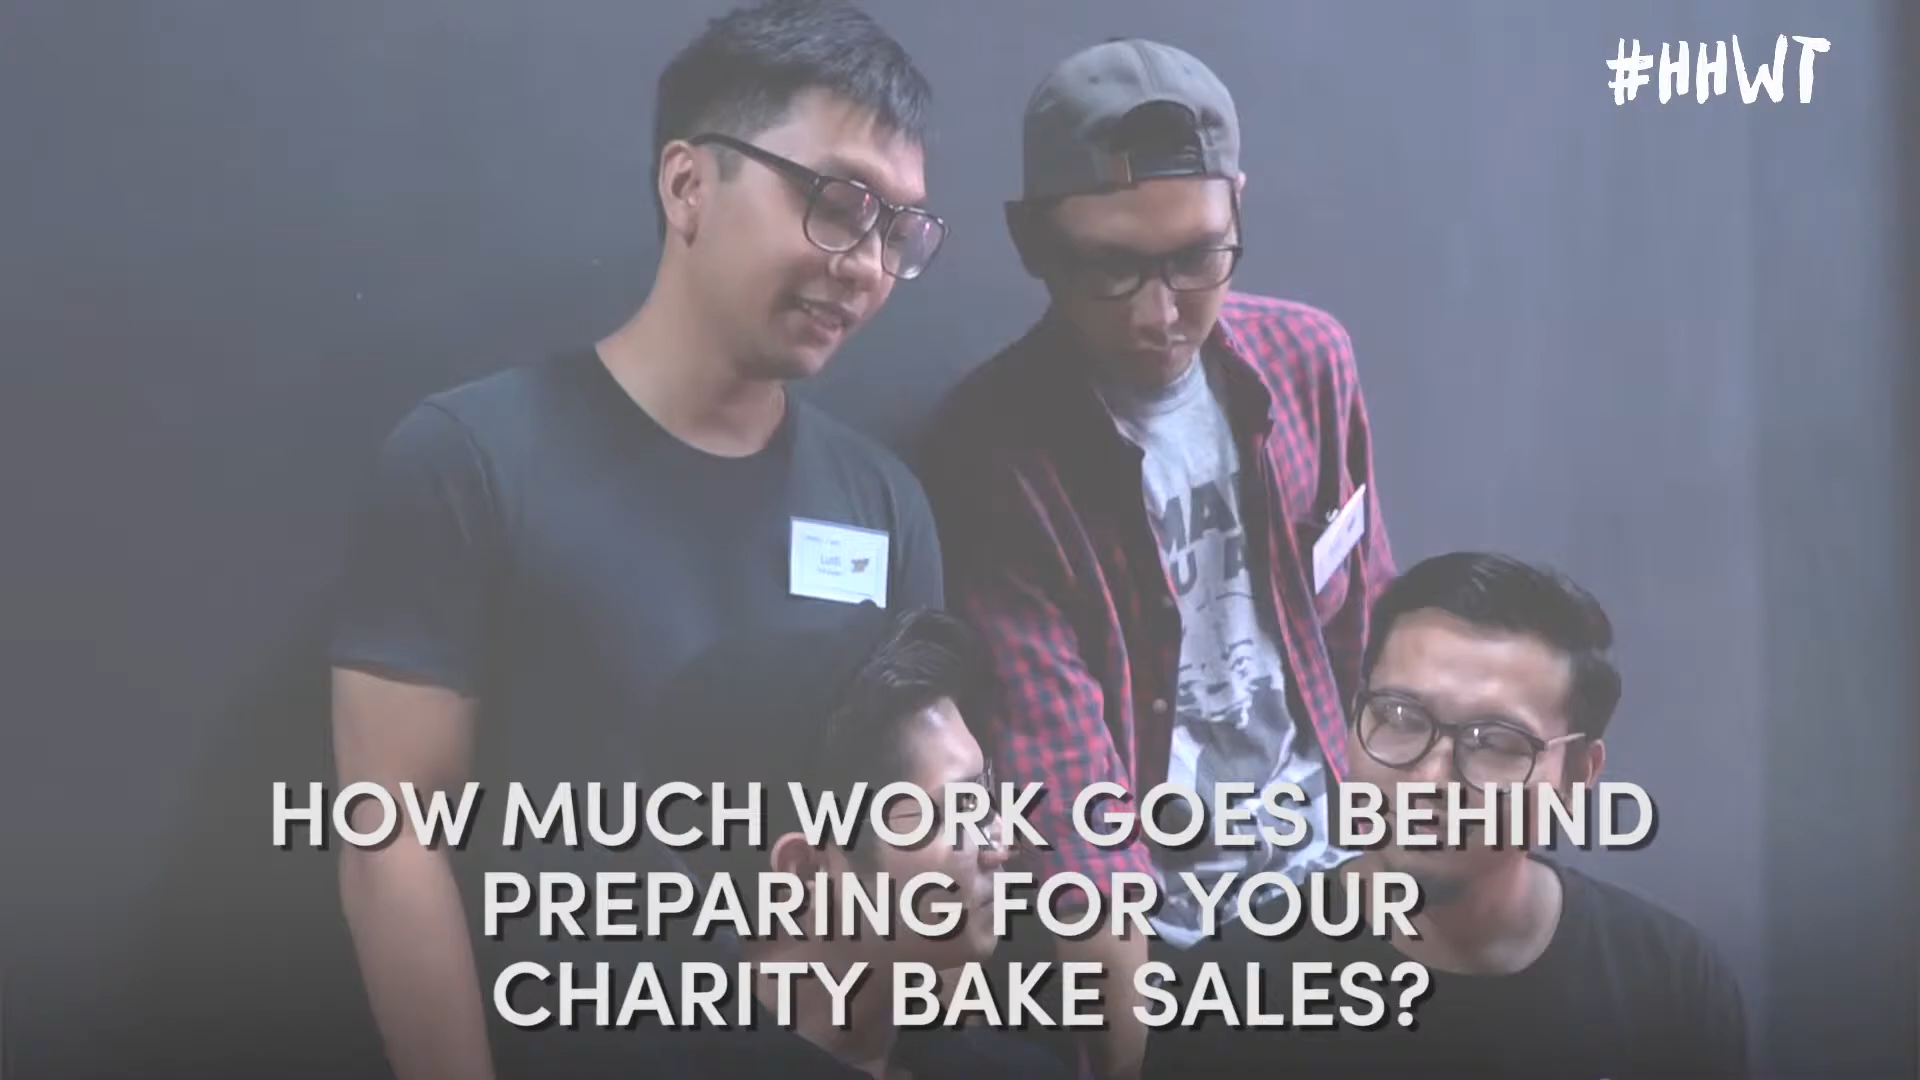 #HHWT
HOW MUCH WORK GOES BEHIND
PREPARING FOR YOUR
CHARITY BAKE SALES?